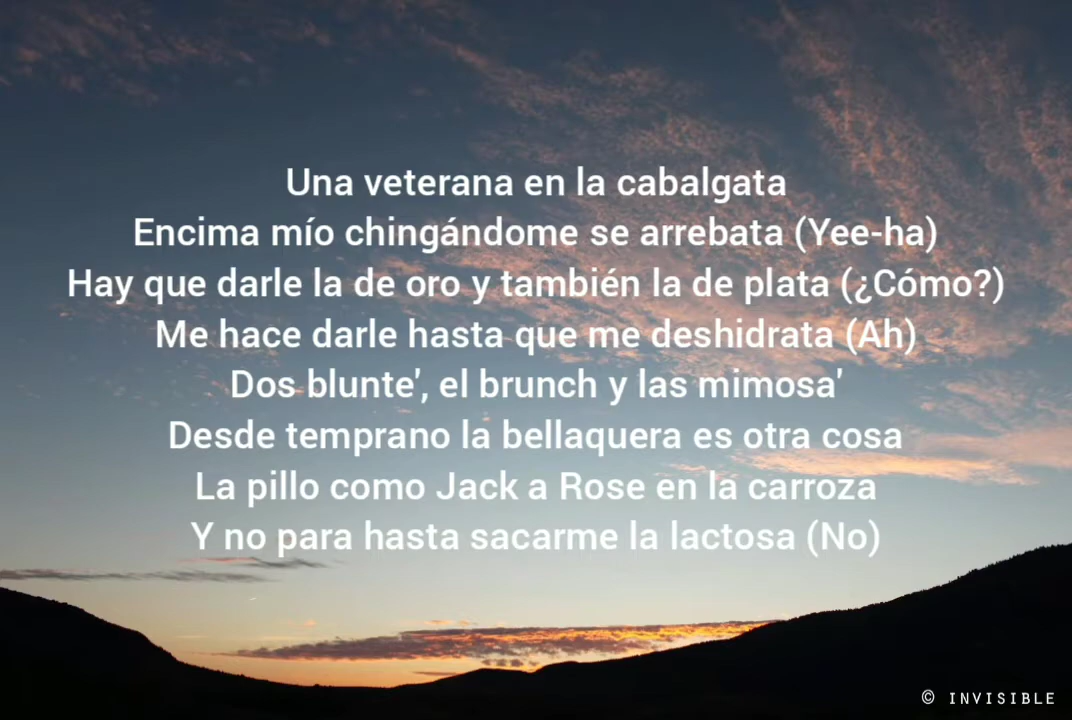 Una veterana en la cabalgata
Encima mío chingándome se arrebata (Yee-ha)
Hay que darle la de oro y también la de plata (¿Cómo?)
Me hace darle hasta que me deshidrata (Ah)
Dos blunte', el brunch y las mimosa'
Desde temprano la bellaquera es otra cosa
La pillo como Jack a Rose en la carroza
Y no para hasta sacarme la lactosa (No)
© INVISIBLE